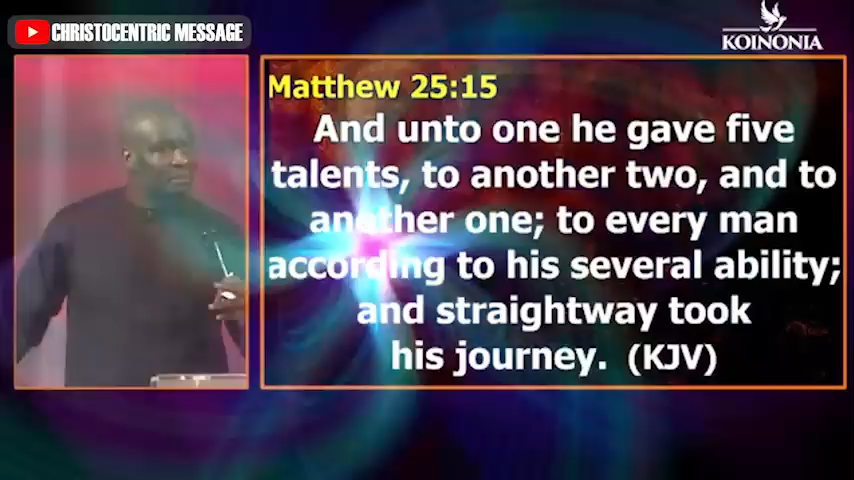 CHRISTOCENTRIC MESSAGE
KOINONIA
Matthew 25:15
And unto one he gave five
talents, to another two, and to
another one; to every man
according to his several ability;
and straightway took
his journey. (KJV)